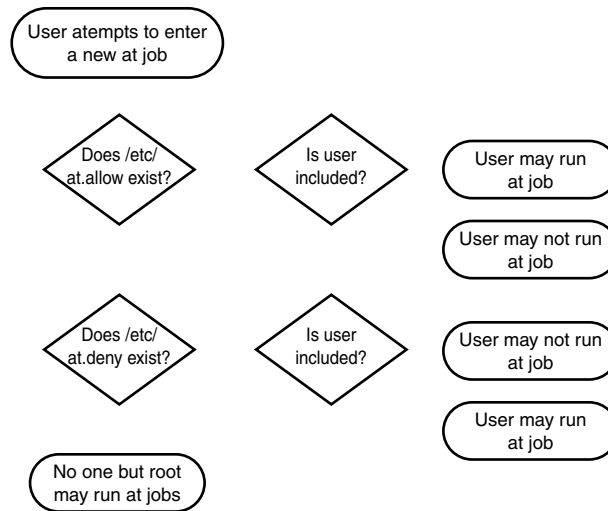 User atempts to enter
a new at job
Does /etc/
at.allow exist?
Is user
included?
User may run
at job
User may not run
at job
Does /etc/
at.deny exist?
Is user
included?
User may not run
at job
User may run
at job
No one but root
may run at jobs